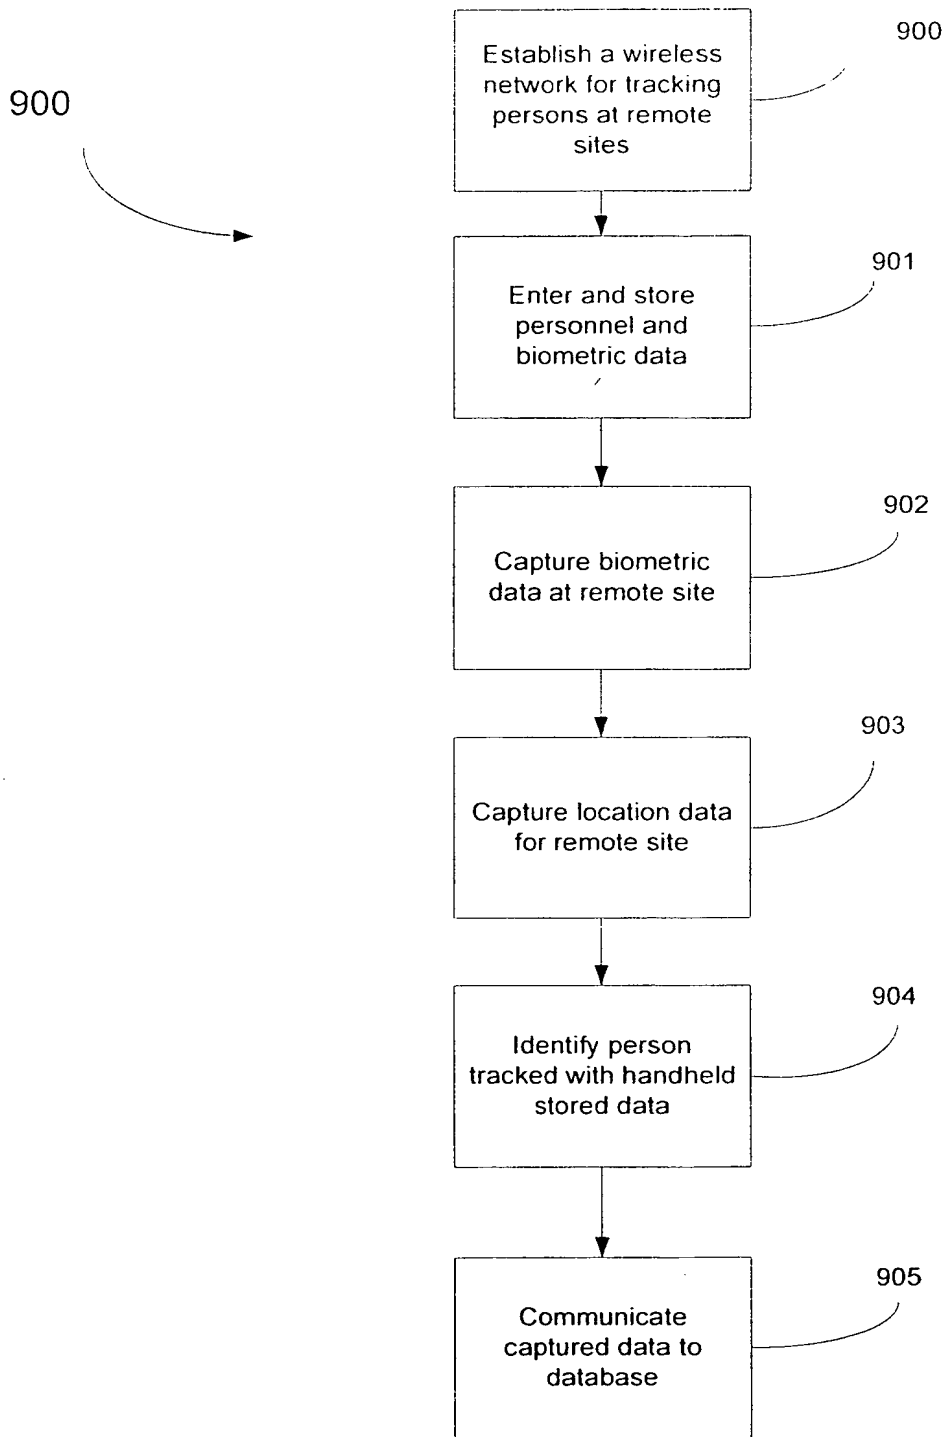 900
Establish a wireless
network for tracking
persons at remote
sites
900
Enter and store
personnel and
biometric data
901
Capture biometric
data at remote site
902
Capture location data
for remote site
903
Identify person
tracked with handheld
stored data
904
Communicate
captured data to
database
905